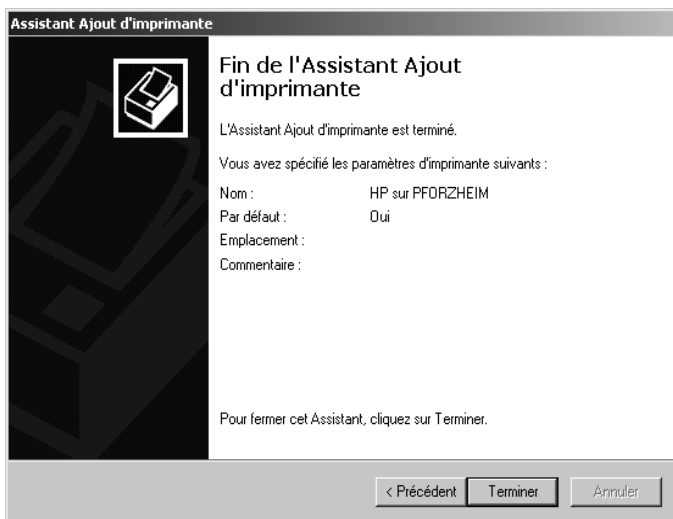 Assistant Ajout d'imprimante
Fin de l'Assistant Ajout
d'imprimante
L'Assistant Ajout d'imprimante est terminé.
Vous avez spécifié les paramètres d'imprimante suivants :
Nom : HP sur PFORZHEIM
Par défaut : Oui
Emplacement :
Commentaire :
Pour fermer cet Assistant, cliquez sur Terminer.
< Précédent Terminer Annuler